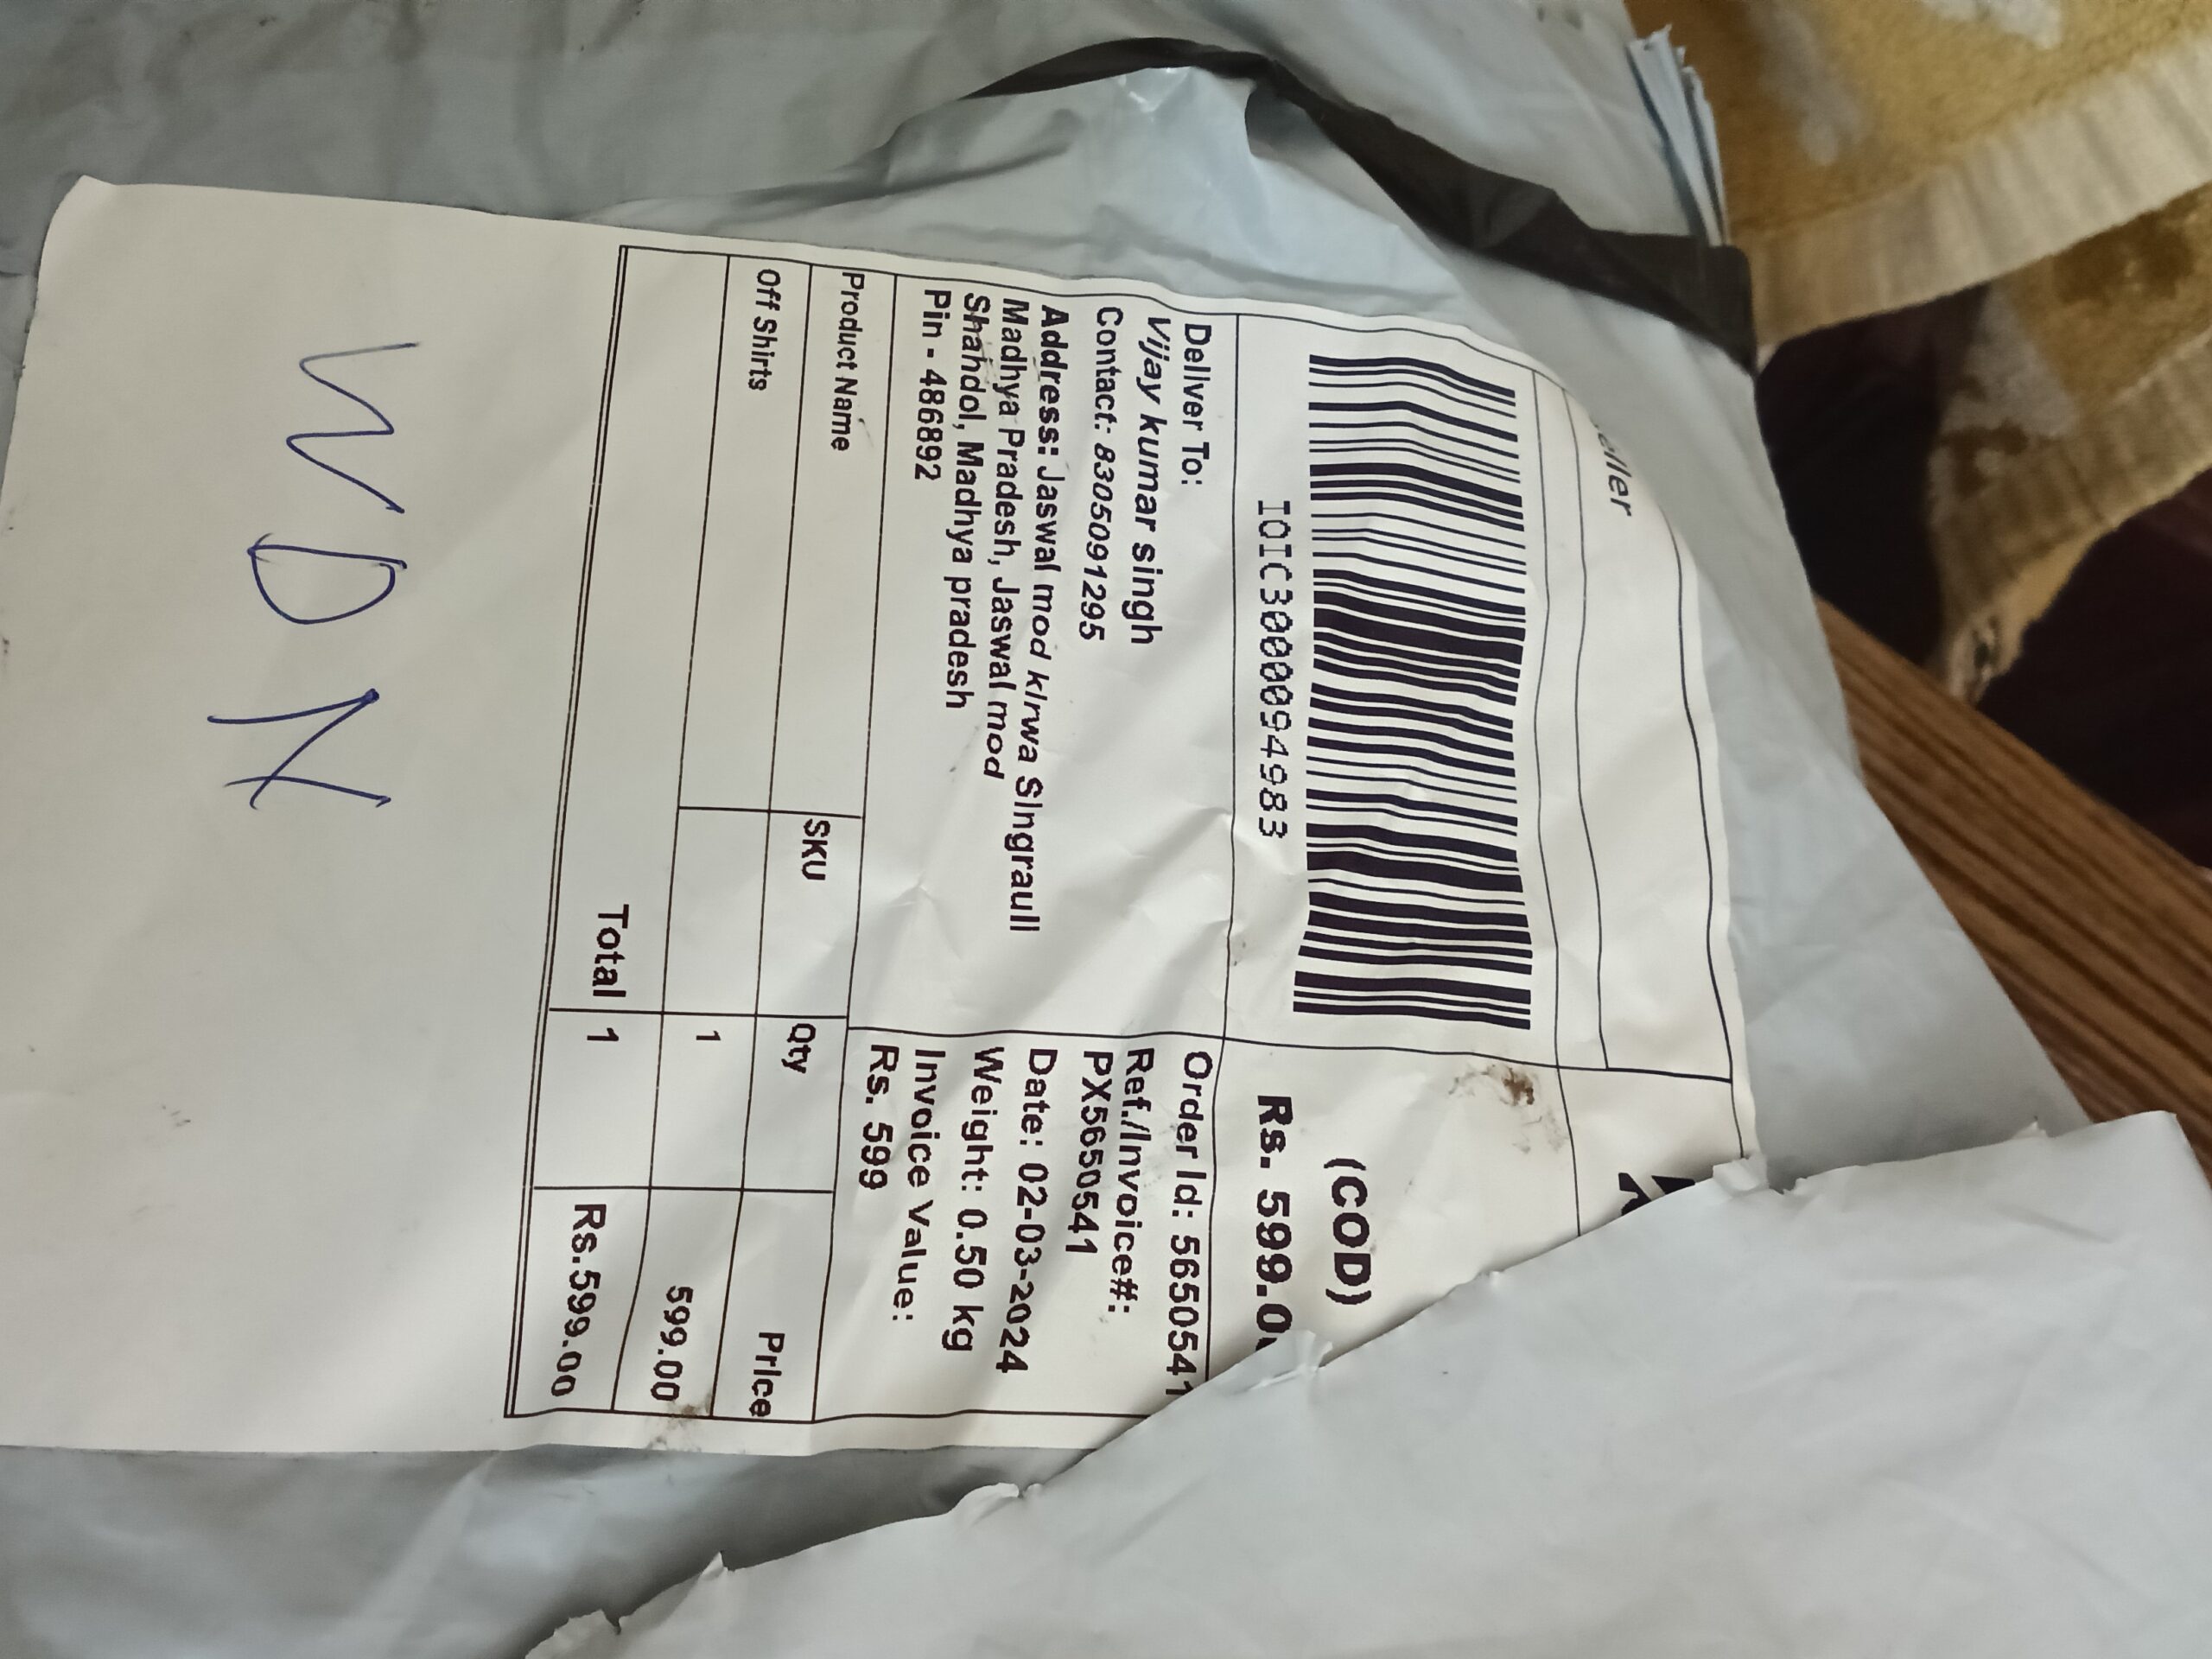 eller
(COD)
Rs. 599.0
IOIC3000094983
Deliver To:
Vijay kumar singh
Contact: 8305091295
Address: Jaswal mod kirwa Singrauli
Madhya Pradesh, Jaswal mod
Shahdol, Madhya pradesh
Pin - 486892
Order Id: 5650541
Ref./Invoice#:
PX5650541
Date: 02-03-2024
Weight: 0.50 kg
Invoice Value:
Rs. 599
Product Name SKU Qty Price
Off Shirts 1 599.00
Total 1 Rs.599.00
WDN